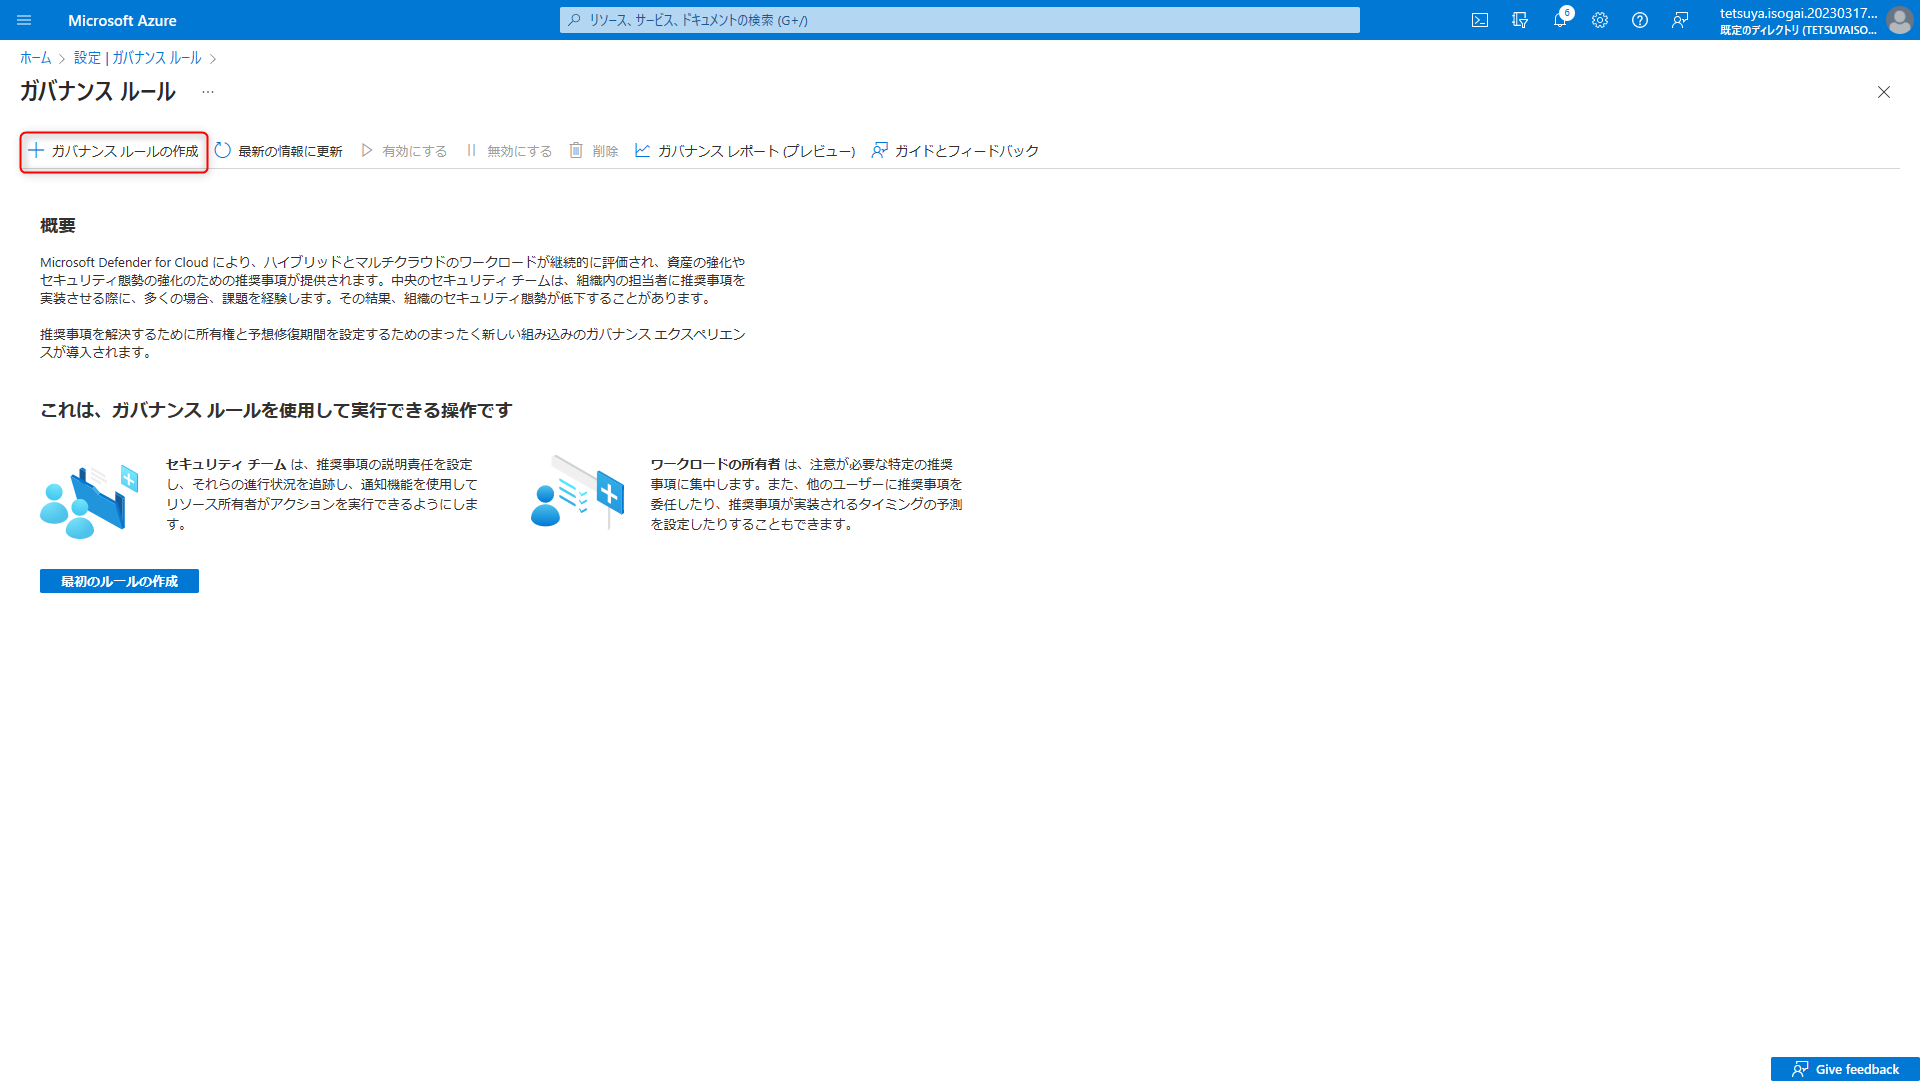 Microsoft Azure
リソース、サービス、ドキュメントの検索 (G+/)
6
tetsuya.isogai.20230317...
既定のディレクトリ (TETSUYAISO...
ホーム > 設定 | ガバナンス ルール >
ガバナンス ルール ...
ガバナンス ルールの作成 最新の情報に更新 有効にする 無効にする 削除 ガバナンス レポート (プレビュー) ガイドとフィードバック
概要
Microsoft Defender for Cloud により、ハイブリッドとマルチクラウドのワークロードが継続的に評価され、資産の強化や
セキュリティ態勢の強化のための推奨事項が提供されます。中央のセキュリティ チームは、組織内の担当者に推奨事項を
実装させる際に、多くの場合、課題を経験します。その結果、組織のセキュリティ態勢が低下することがあります。
推奨事項を解決するために所有権と予想修復期間を設定するためのまったく新しい組み込みのガバナンス エクスペリエン
スが導入されます。
これは、ガバナンス ルールを使用して実行できる操作です
セキュリティ チーム は、推奨事項の説明責任を設定
し、それらの進行状況を追跡し、通知機能を使用して
リソース所有者がアクションを実行できるようにしま
す。
ワークロードの所有者 は、注意が必要な特定の推奨
事項に集中します。また、他のユーザーに推奨事項を
委任したり、推奨事項が実装されるタイミングの予測
を設定したりすることもできます。
最初のルールの作成
Give feedback